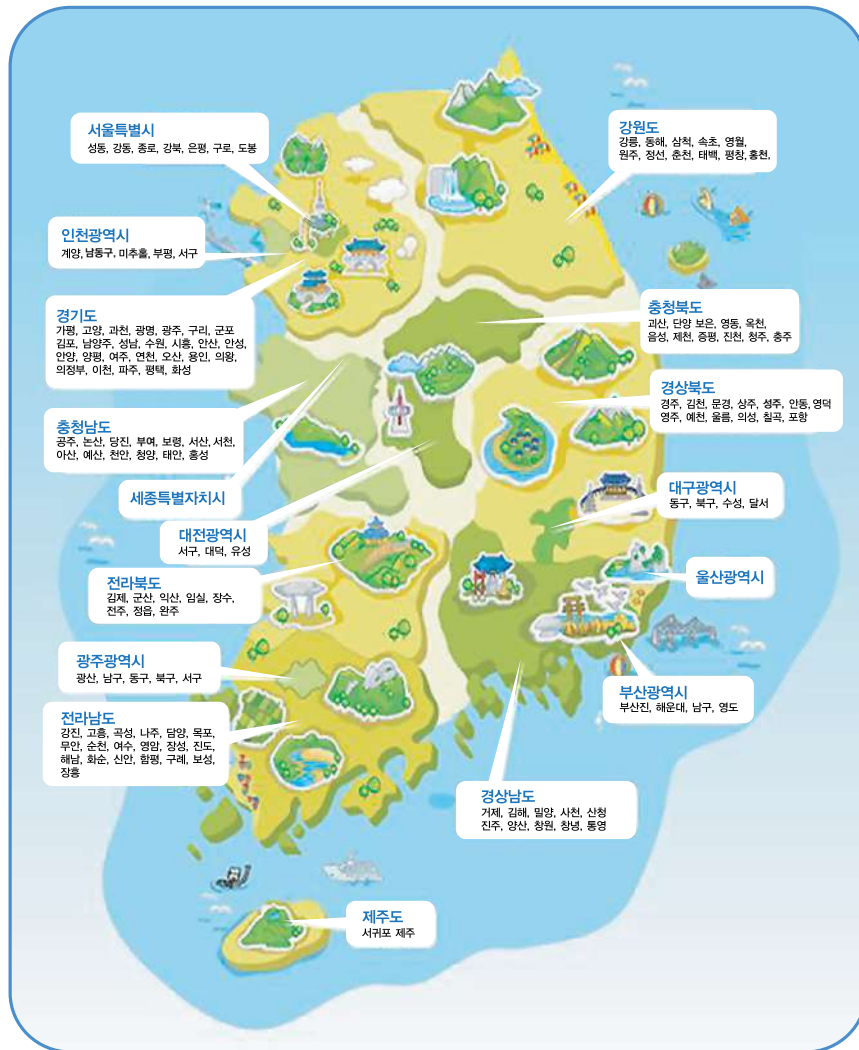 서울특별시
성동, 강동, 종로, 강북, 은평, 구로, 도봉
강원도
강릉, 동해, 삼척, 속초, 영월,
원주, 정선, 춘천, 태백, 평창, 홍천,
인천광역시
계양, 남동구, 미추홀, 부평, 서구
경기도
가평, 고양, 과천, 광명, 광주, 구리, 군포
김포, 남양주, 성남, 수원, 시흥, 안산, 안성,
안양, 양평, 여주, 연천, 오산, 용인, 의왕,
의정부, 이천, 파주, 평택, 화성
충청북도
괴산, 단양 보은, 영동, 옥천,
음성, 제천, 증평, 진천, 청주, 충주
경상북도
경주, 김천, 문경, 상주, 성주, 안동, 영덕
영주, 예천, 울릉, 의성, 칠곡, 포항
충청남도
공주, 논산, 당진, 부여, 보령, 서산, 서천,
아산, 예산, 천안, 청양, 태안, 홍성
세종특별자치시
대구광역시
동구, 북구, 수성, 달서
대전광역시
서구, 대덕, 유성
전라북도
김제, 군산, 익산, 임실, 장수,
전주, 정읍, 완주
울산광역시
광주광역시
광산, 남구, 동구, 북구, 서구
부산광역시
부산진, 해운대, 남구, 영도
전라남도
강진, 고흥, 곡성, 나주, 담양, 목포,
무안, 순천, 여수, 영암, 장성, 진도,
해남, 화순, 신안, 함평, 구례, 보성,
장흥
경상남도
거제, 김해, 밀양, 사천, 산청
진주, 양산, 창원, 창녕, 통영
제주도
서귀포 제주